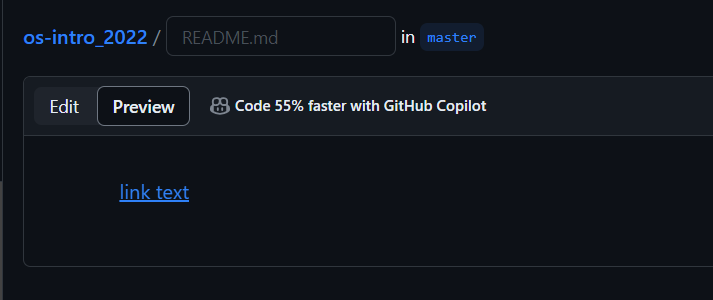 os-intro_2022 / README.md in master
Edit Preview Code 55% faster with GitHub Copilot
link text